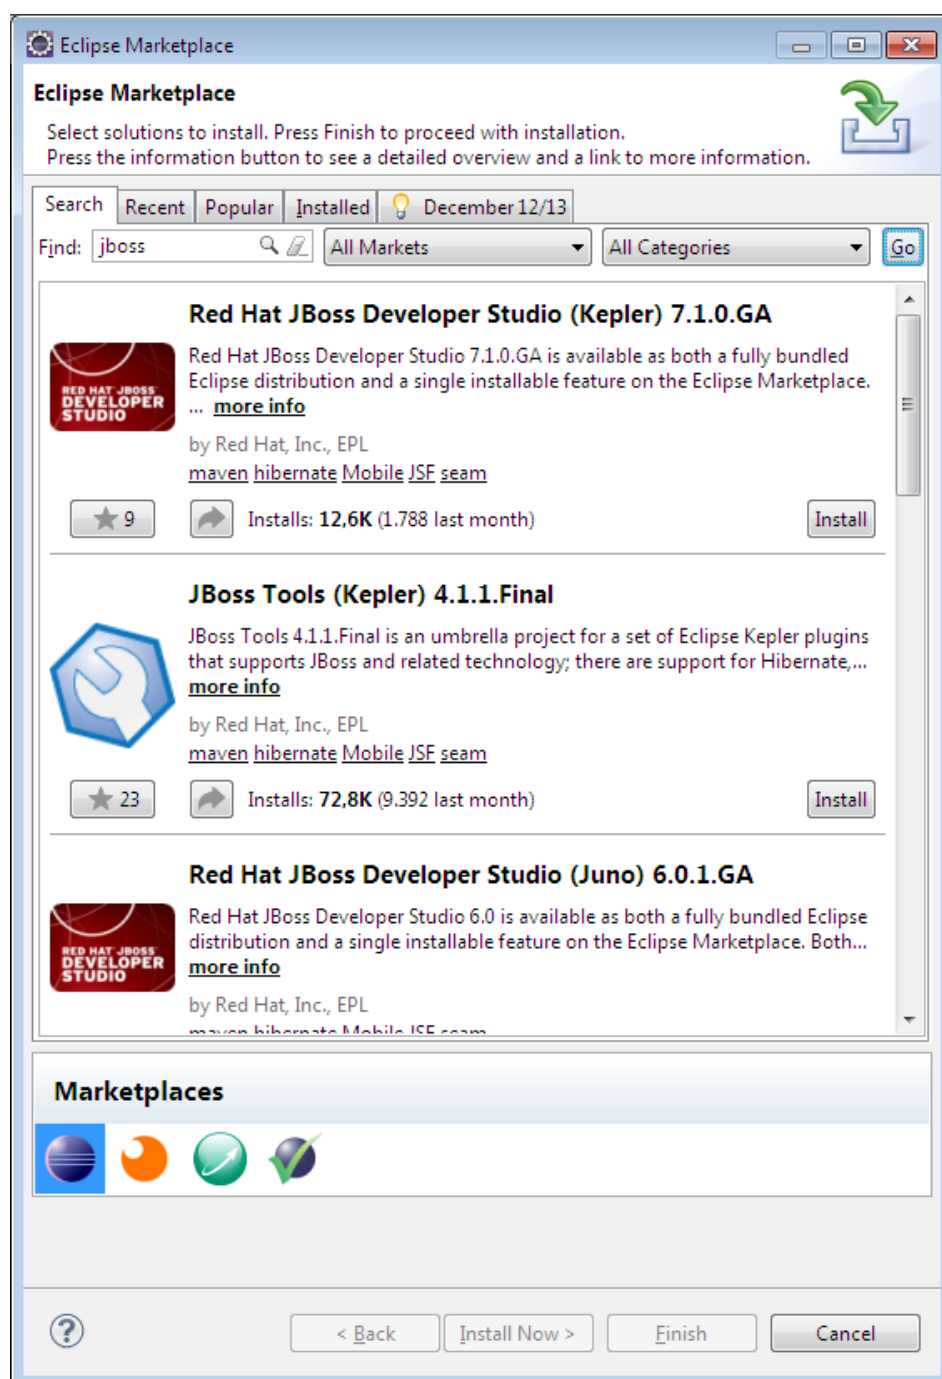 Eclipse Marketplace
Eclipse Marketplace
Select solutions to install. Press Finish to proceed with installation.
Press the information button to see a detailed overview and a link to more information.
Search Recent Popular Installed December 12/13
Find: jboss All Markets All Categories Go
Red Hat JBoss Developer Studio (Kepler) 7.1.0.GA
RED HAT JBOSS
DEVELOPER
STUDIO
Red Hat JBoss Developer Studio 7.1.0.GA is available as both a fully bundled
Eclipse distribution and a single installable feature on the Eclipse Marketplace.
... more info
by Red Hat, Inc., EPL
maven hibernate Mobile JSF seam
9 Installs: 12,6K (1.788 last month) Install
JBoss Tools (Kepler) 4.1.1.Final
JBoss Tools 4.1.1.Final is an umbrella project for a set of Eclipse Kepler plugins
that supports JBoss and related technology; there are support for Hibernate,...
more info
by Red Hat, Inc., EPL
maven hibernate Mobile JSF seam
23 Installs: 72,8K (9.392 last month) Install
Red Hat JBoss Developer Studio (Juno) 6.0.1.GA
RED HAT JBOSS
DEVELOPER
STUDIO
Red Hat JBoss Developer Studio 6.0 is available as both a fully bundled Eclipse
distribution and a single installable feature on the Eclipse Marketplace. Both...
more info
by Red Hat, Inc., EPL
maven hibernate Mobile JSF seam
Marketplaces
? < Back Install Now > Finish Cancel